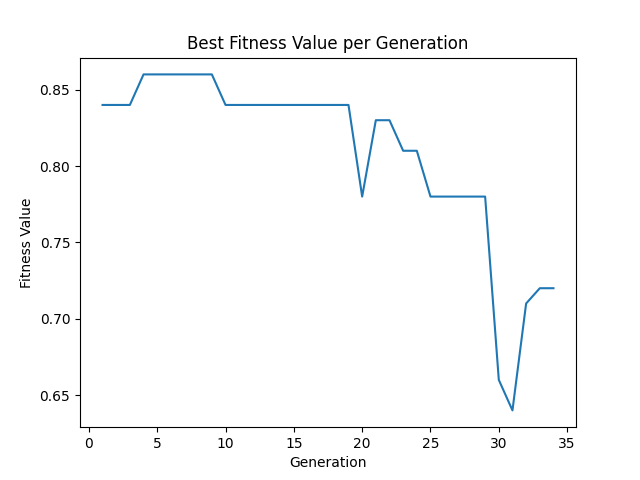 Best Fitness Value per Generation
0.85
0.80
0.75
0.70
0.65
Fitness Value
0 5 10 15 20 25 30 35
Generation